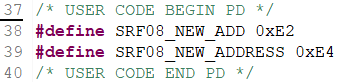 37 /* USER CODE BEGIN PD */
38 #define SRF08_NEW_ADD 0xE2
39 #define SRF08_NEW_ADDRESS 0xE4
40 /* USER CODE END PD */